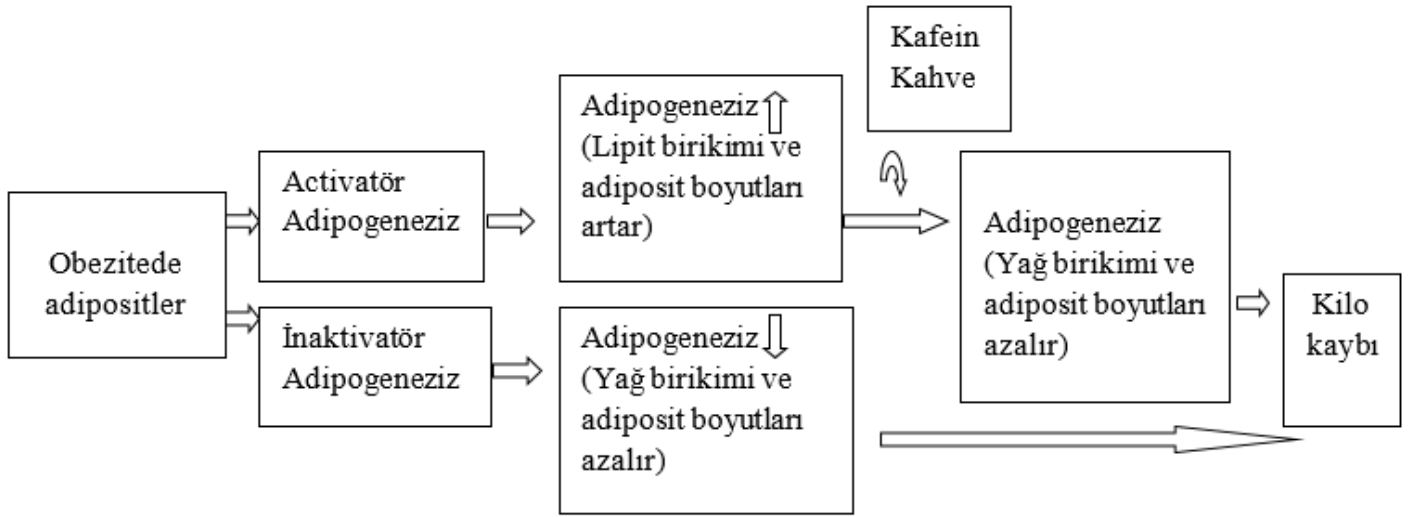 Obezitede
adipositler
Activatör
Adipogeneziz
İnaktivatör
Adipogeneziz
Adipogeneziz
(Lipit birikimi ve
adiposit boyutları
artar)
Adipogeneziz
(Yağ birikimi ve
adiposit boyutları
azalır)
Kafein
Kahve
Adipogeneziz
(Yağ birikimi ve
adiposit boyutları
azalır)
Kilo
kaybı